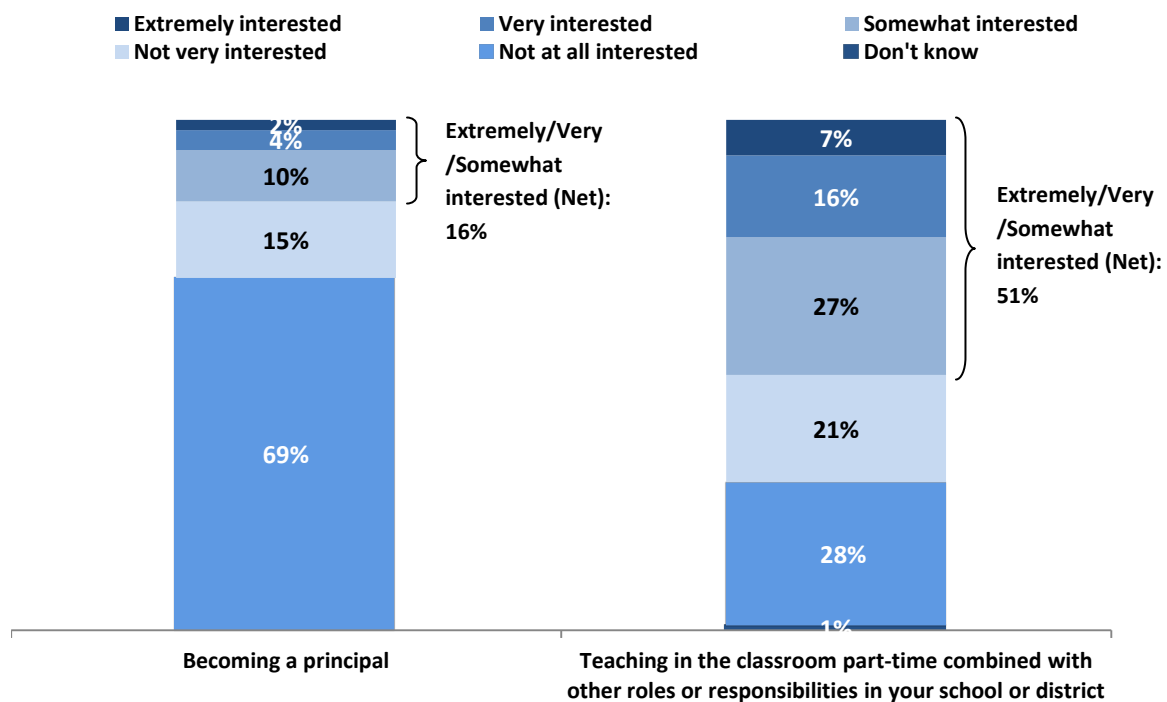 Extremely interested
Very interested
Somewhat interested
Not very interested
Not at all interested
Don't know
2%
4%
10%
15%
69%
Extremely/Very
/Somewhat
interested (Net):
16%
7%
16%
27%
21%
28%
1%
Extremely/Very
/Somewhat
interested (Net):
51%
Becoming a principal
Teaching in the classroom part-time combined with
other roles or responsibilities in your school or district